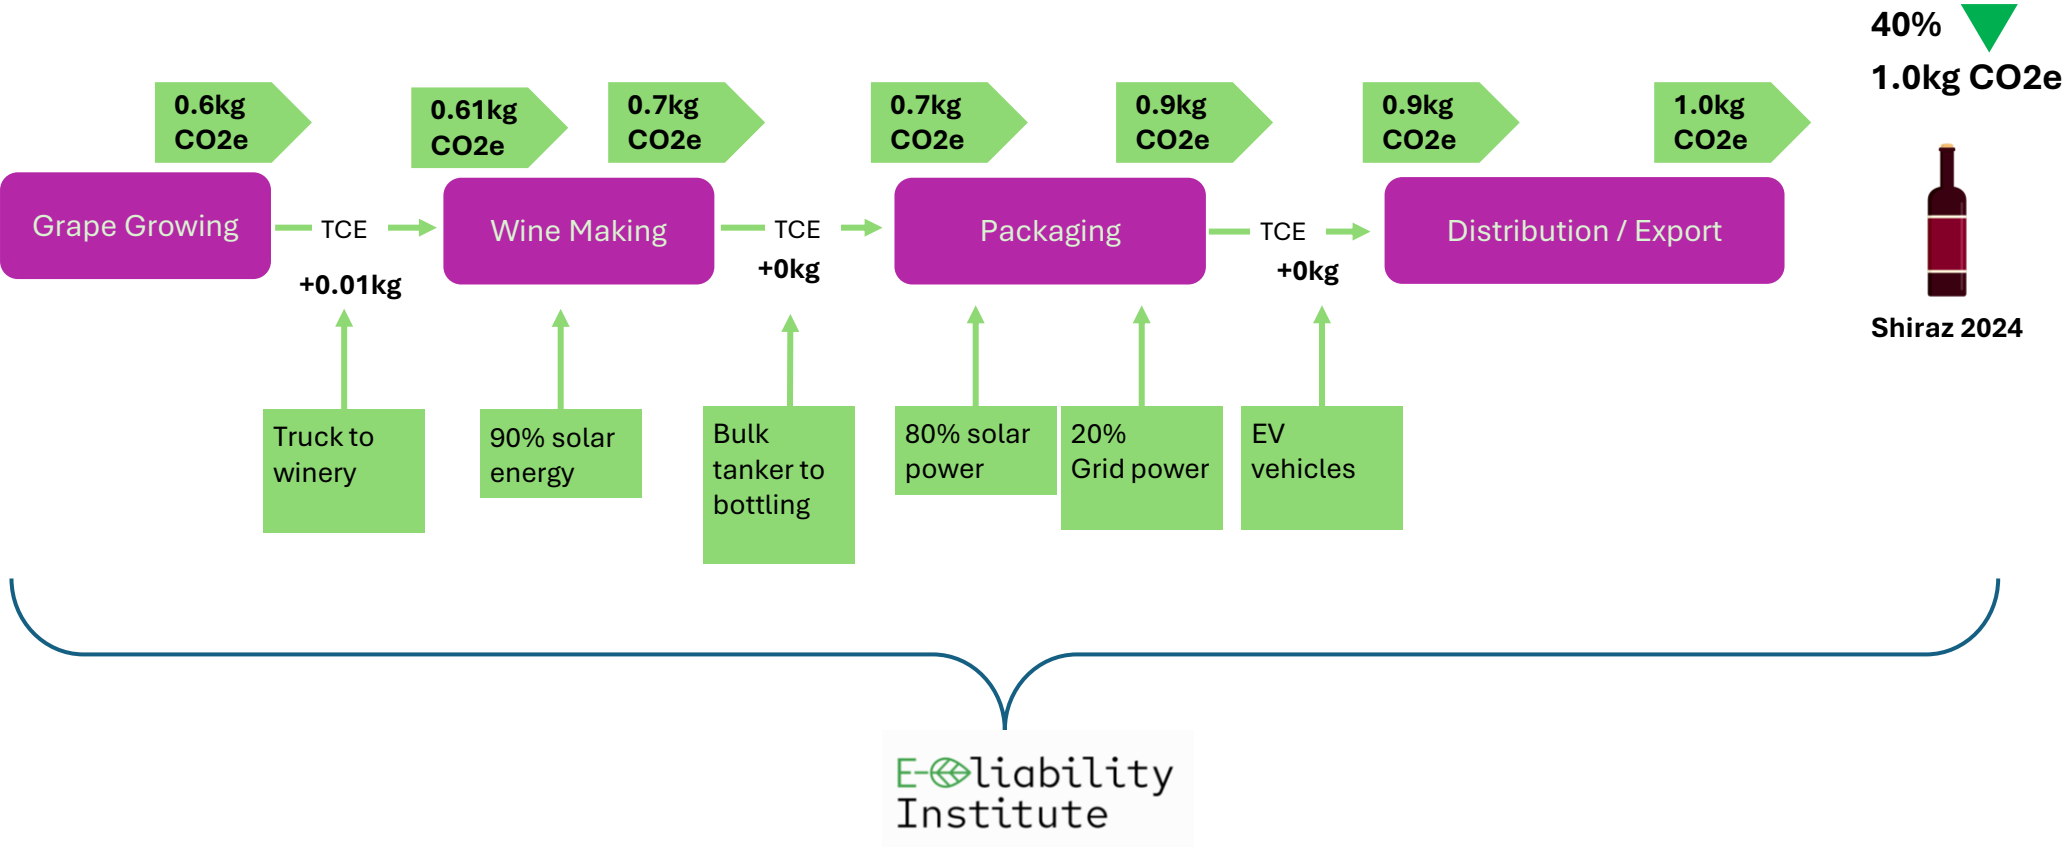 40%
1.0kg CO2e
0.6kg
CO2e
0.61kg
CO2e
0.7kg
CO2e
0.7kg
CO2e
0.9kg
CO2e
0.9kg
CO2e
1.0kg
CO2e
Grape Growing
TCE
+0.01kg
Wine Making
TCE
+0kg
Packaging
TCE
+0kg
Distribution / Export
Shiraz 2024
Truck to
winery
90% solar
energy
Bulk
tanker to
bottling
80% solar
power
20%
Grid power
EV
vehicles
E-liability
Institute